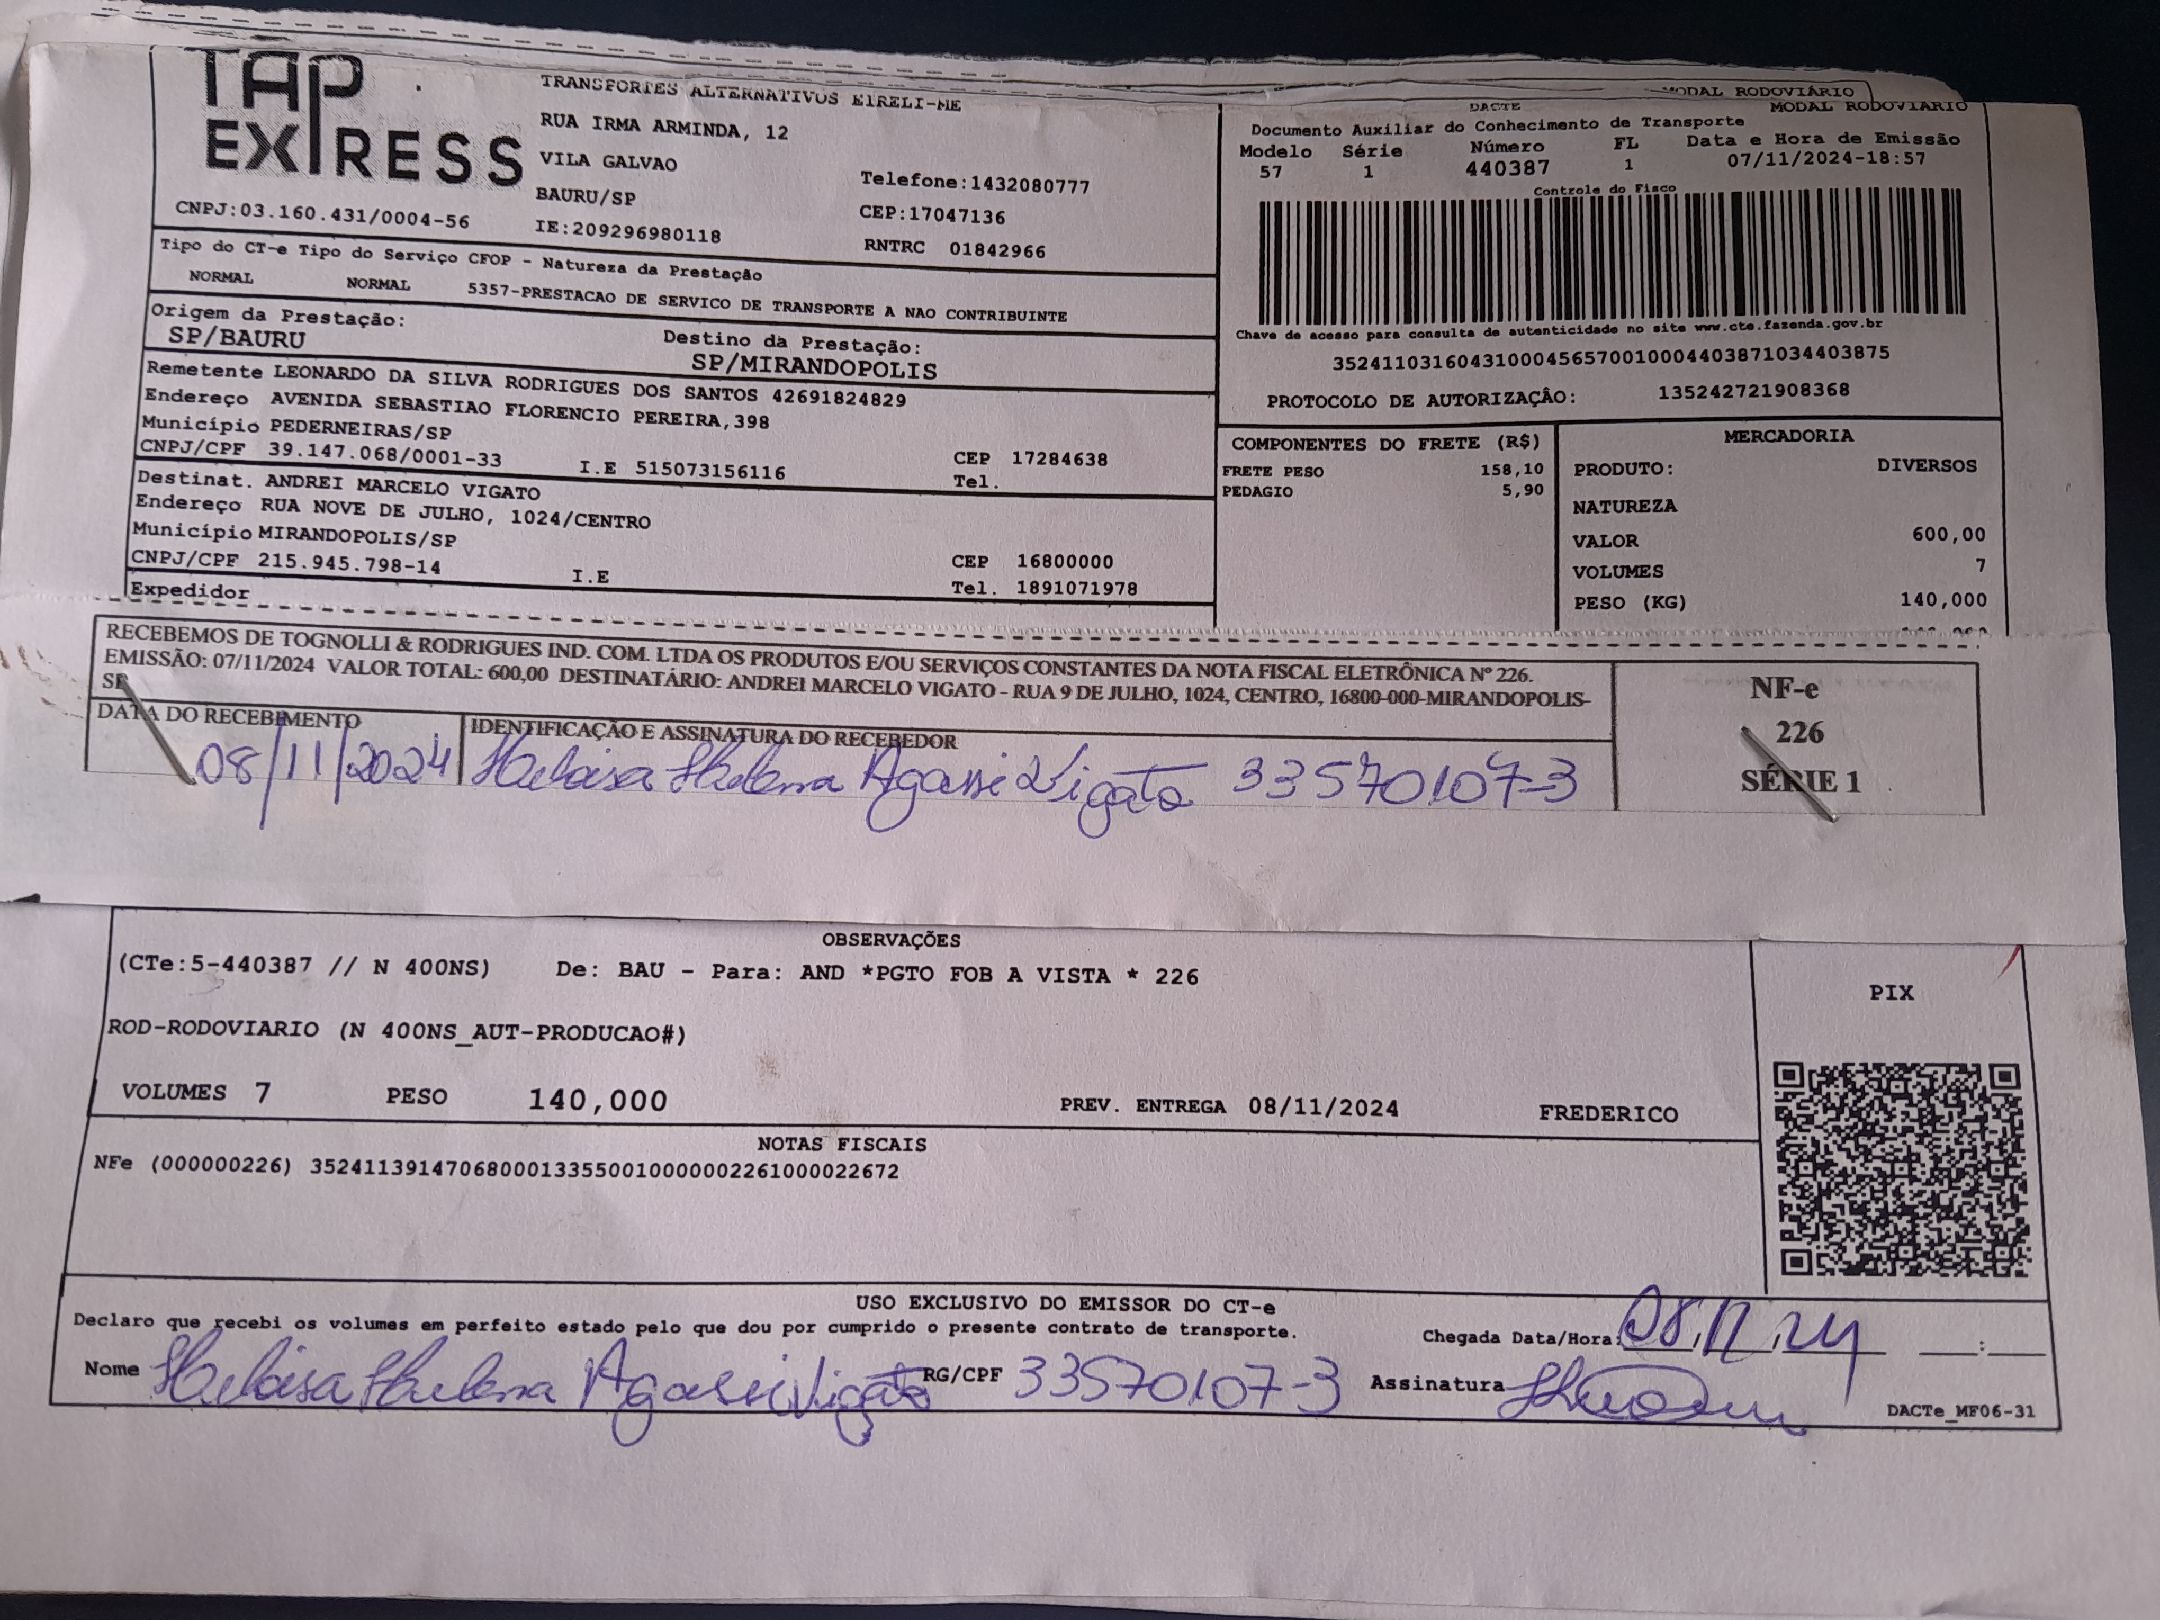 TAP EXPRESS
TRANSPORTES ALTERNATIVOS EIRELI-ME
RUA IRMA ARMINDA, 12
VILA GALVAO
BAURU/SP
Telefone:1432080777
CEP:17047136
CNPJ:03.160.431/0004-56
IE:209296980118
RNTRC 01842966
MODAL RODOVIÁRIO
DACTE MODAL RODOVIARIO
Documento Auxiliar do Conhecimento de Transporte
Modelo Série Número FL Data e Hora de Emissão
57 1 440387 1 07/11/2024-18:57
Controle do Fisco
Chave de acesso para consulta de autenticidade no site www.cte.fazenda.gov.br
35241103160431000456570010004403871034403875
PROTOCOLO DE AUTORIZAÇÂO: 135242721908368
Tipo do CT-e Tipo do Serviço CFOP - Natureza da Prestação
NORMAL NORMAL 5357-PRESTACAO DE SERVICO DE TRANSPORTE A NAO CONTRIBUINTE
Origem da Prestação: Destino da Prestação:
SP/BAURU SP/MIRANDOPOLIS
Remetente LEONARDO DA SILVA RODRIGUES DOS SANTOS 42691824829
Endereço AVENIDA SEBASTIAO FLORENCIO PEREIRA,398
Município PEDERNEIRAS/SP CEP 17284638
CNPJ/CPF 39.147.068/0001-33 I.E 515073156116 Tel.
Destinat. ANDREI MARCELO VIGATO
Endereço RUA NOVE DE JULHO, 1024/CENTRO
Município MIRANDOPOLIS/SP CEP 16800000
CNPJ/CPF 215.945.798-14 I.E Tel. 1891071978
Expedidor
COMPONENTES DO FRETE (R$)
FRETE PESO 158,10
PEDAGIO 5,90
MERCADORIA
PRODUTO: DIVERSOS
NATUREZA
VALOR 600,00
VOLUMES 7
PESO (KG) 140,000
RECEBEMOS DE TOGNOLLI & RODRIGUES IND. COM. LTDA OS PRODUTOS E/OU SERVIÇOS CONSTANTES DA NOTA FISCAL ELETRÔNICA Nº 226.
EMISSÃO: 07/11/2024 VALOR TOTAL: 600,00 DESTINATÁRIO: ANDREI MARCELO VIGATO - RUA 9 DE JULHO, 1024, CENTRO, 16800-000-MIRANDOPOLIS-
SP
DATA DO RECEBIMENTO IDENTIFICAÇÃO E ASSINATURA DO RECEBEDOR
08/11/2024 Heloisa Helena Agassi Vigato 33570107-3
NF-e
226
SÉRIE 1
OBSERVAÇÕES
(CTe:5-440387 // N 400NS) De: BAU - Para: AND *PGTO FOB A VISTA * 226
ROD-RODOVIARIO (N 400NS_AUT-PRODUCAO#)
VOLUMES 7 PESO 140,000 PREV. ENTREGA 08/11/2024 FREDERICO
PIX
NOTAS FISCAIS
NFe (000000226) 35241139147068000133550010000002261000022672
USO EXCLUSIVO DO EMISSOR DO CT-e
Declaro que recebi os volumes em perfeito estado pelo que dou por cumprido o presente contrato de transporte. Chegada Data/Hora: 08.11.24 :
Nome Heloisa Helena Agassi Vigato RG/CPF 33570107-3 Assinatura
DACTe_MF06-31